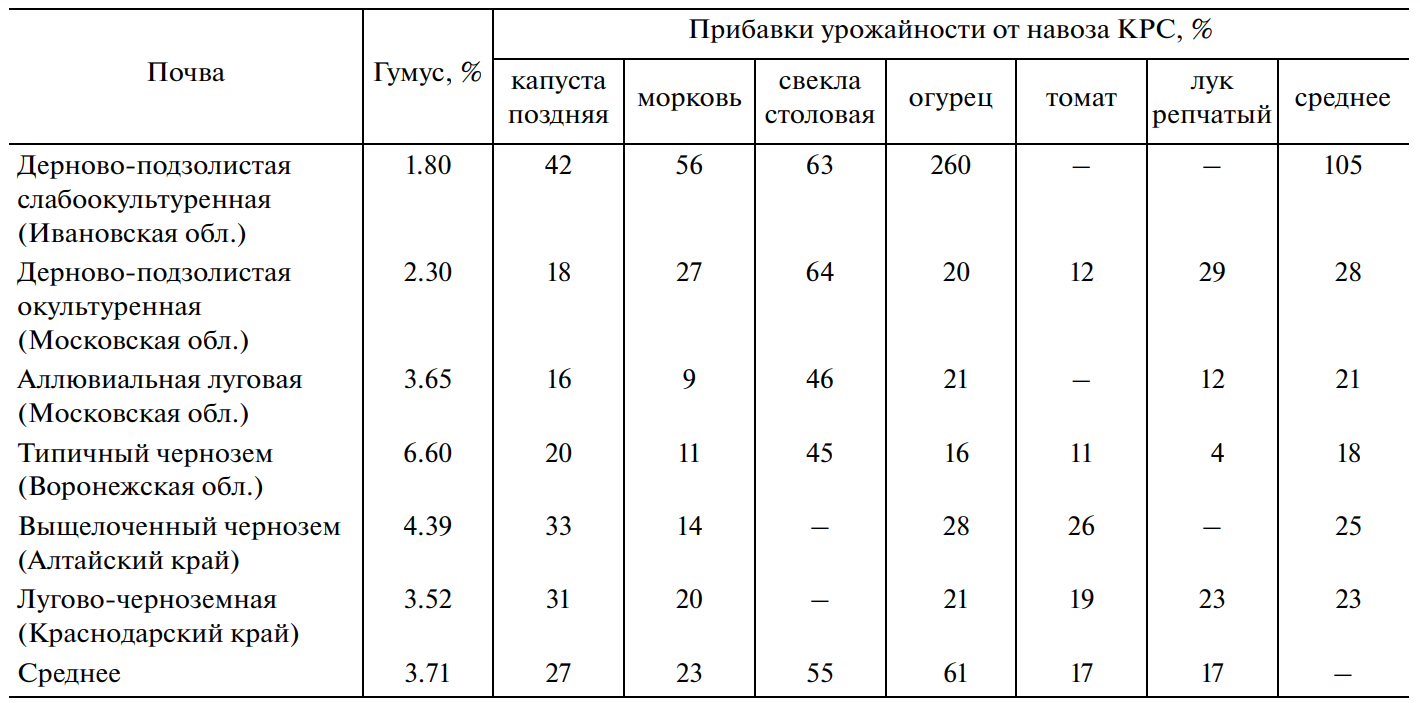 Почва
Гумус, %
Прибавки урожайности от навоза КРС, %
капуста поздняя
морковь
свекла столовая
огурец
томат
лук репчатый
среднее
Дерново-подзолистая 1.80 42 56 63 260 – – 105
слабоокультуренная
(Ивановская обл.)
Дерново-подзолистая 2.30 18 27 64 20 12 29 28
окультуренная
(Московская обл.)
Аллювиальная луговая 3.65 16 9 46 21 – 12 21
(Московская обл.)
Типичный чернозем 6.60 20 11 45 16 11 4 18
(Воронежская обл.)
Выщелоченный чернозем 4.39 33 14 – 28 26 – 25
(Алтайский край)
Лугово-черноземная 3.52 31 20 – 21 19 23 23
(Краснодарский край)
Среднее 3.71 27 23 55 61 17 17 –